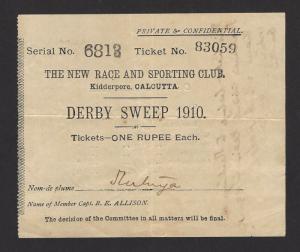 PRIVATE & CONFIDENTIAL.
Serial No. 6313 Ticket No. 83059
THE NEW RACE AND SPORTING CLUB.
Kidderpore, CALCUTTA.
DERBY SWEEP 1910.
Tickets—ONE RUPEE Each.
Nom-de plume
Name of Member Capt. R. E. ALLISON.
The decision of the Committee in all matters will be final.